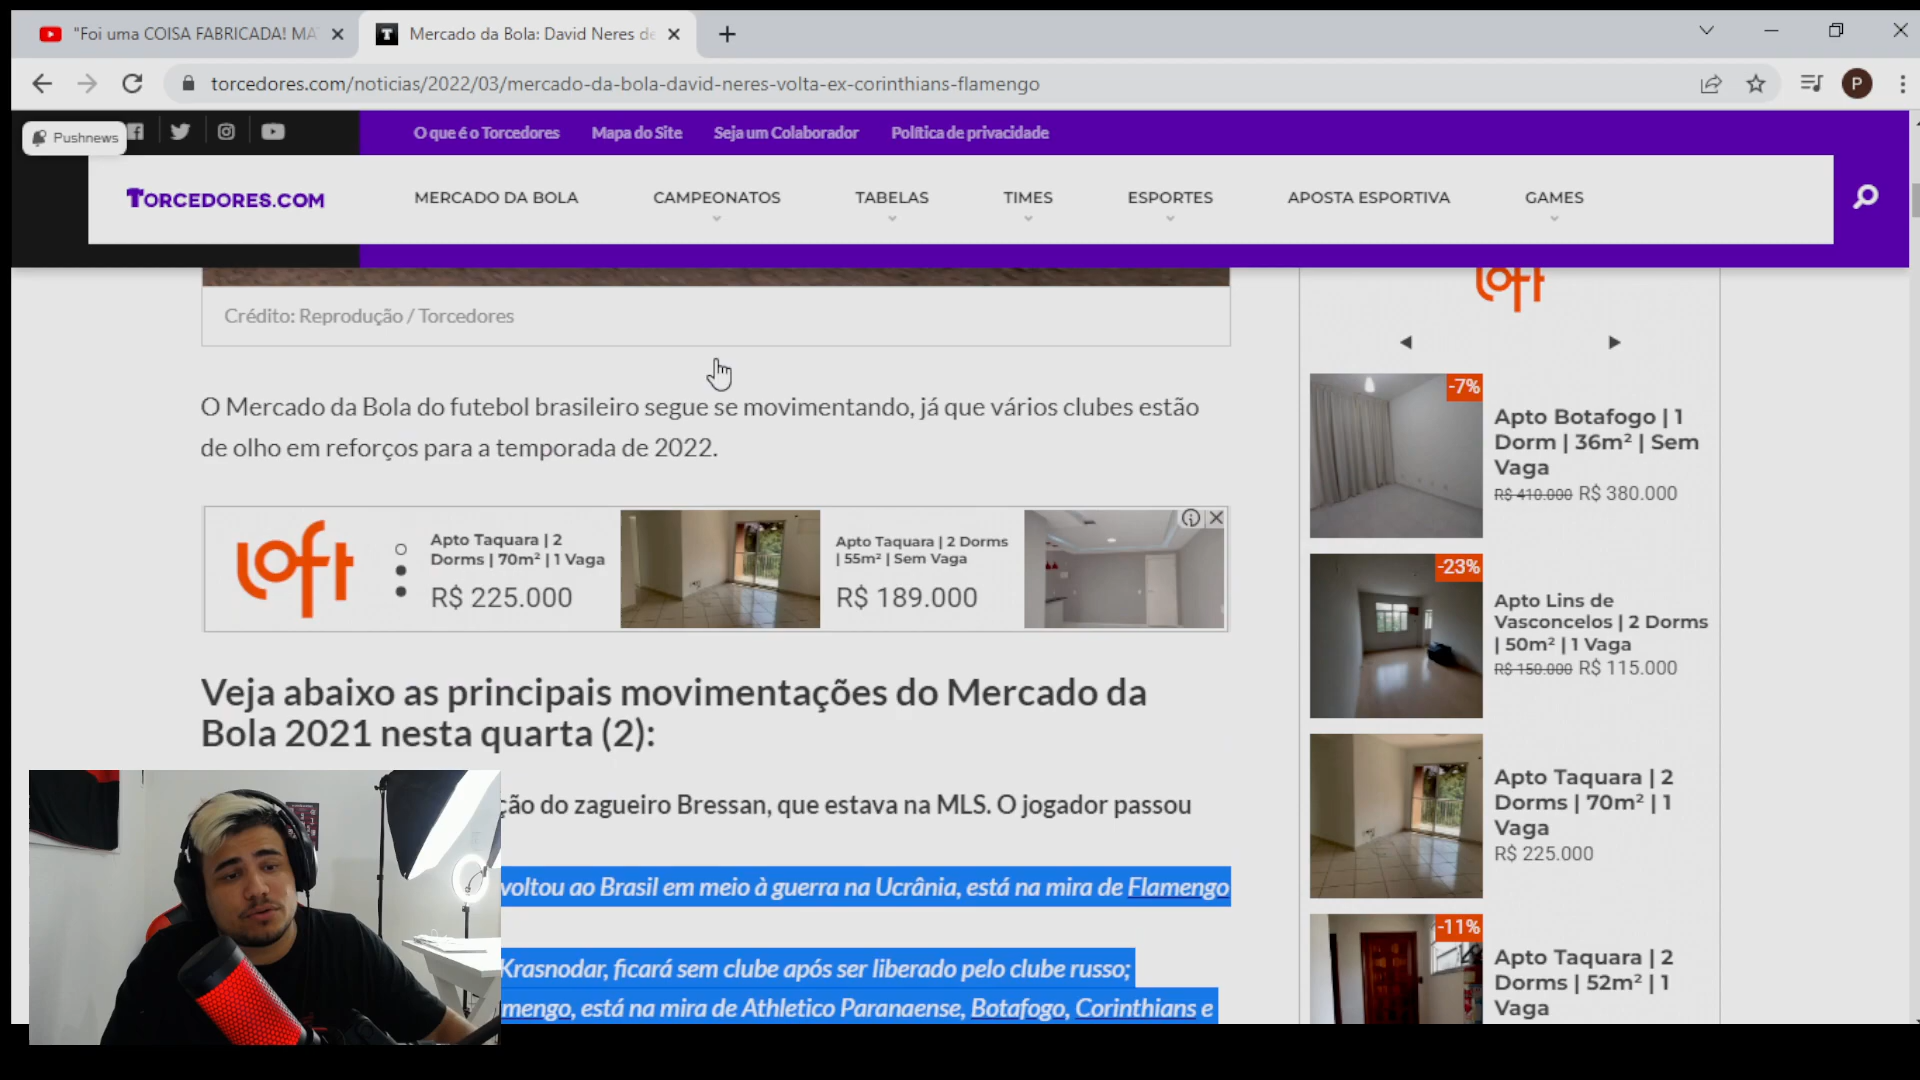 "Foi uma COISA FABRICADA! MA
Mercado da Bola: David Neres de
torcedores.com/noticias/2022/03/mercado-da-bola-david-neres-volta-ex-corinthians-flamengo
P
Pushnews
O que é o Torcedores
Mapa do Site
Seja um Colaborador
Política de privacidade
TORCEDORES.COM
MERCADO DA BOLA
CAMPEONATOS
TABELAS
TIMES
ESPORTES
APOSTA ESPORTIVA
GAMES
Crédito: Reprodução / Torcedores
O Mercado da Bola do futebol brasileiro segue se movimentando, já que vários clubes estão
de olho em reforços para a temporada de 2022.
loft
Apto Taquara | 2
Dorms | 70m² | 1 Vaga
R$ 225.000
Apto Taquara | 2 Dorms
| 55m² | Sem Vaga
R$ 189.000
Veja abaixo as principais movimentações do Mercado da
Bola 2021 nesta quarta (2):
ção do zagueiro Bressan, que estava na MLS. O jogador passou
voltou ao Brasil em meio à guerra na Ucrânia, está na mira de Flamengo
Krasnodar, ficará sem clube após ser liberado pelo clube russo;
mengo, está na mira de Athletico Paranaense, Botafogo, Corinthians e
loft
-7%
Apto Botafogo | 1
Dorm | 36m² | Sem
Vaga
R$ 410.000 R$ 380.000
-23%
Apto Lins de
Vasconcelos | 2 Dorms
| 50m² | 1 Vaga
R$ 150.000 R$ 115.000
Apto Taquara | 2
Dorms | 70m² | 1
Vaga
R$ 225.000
-11%
Apto Taquara | 2
Dorms | 52m² | 1
Vaga